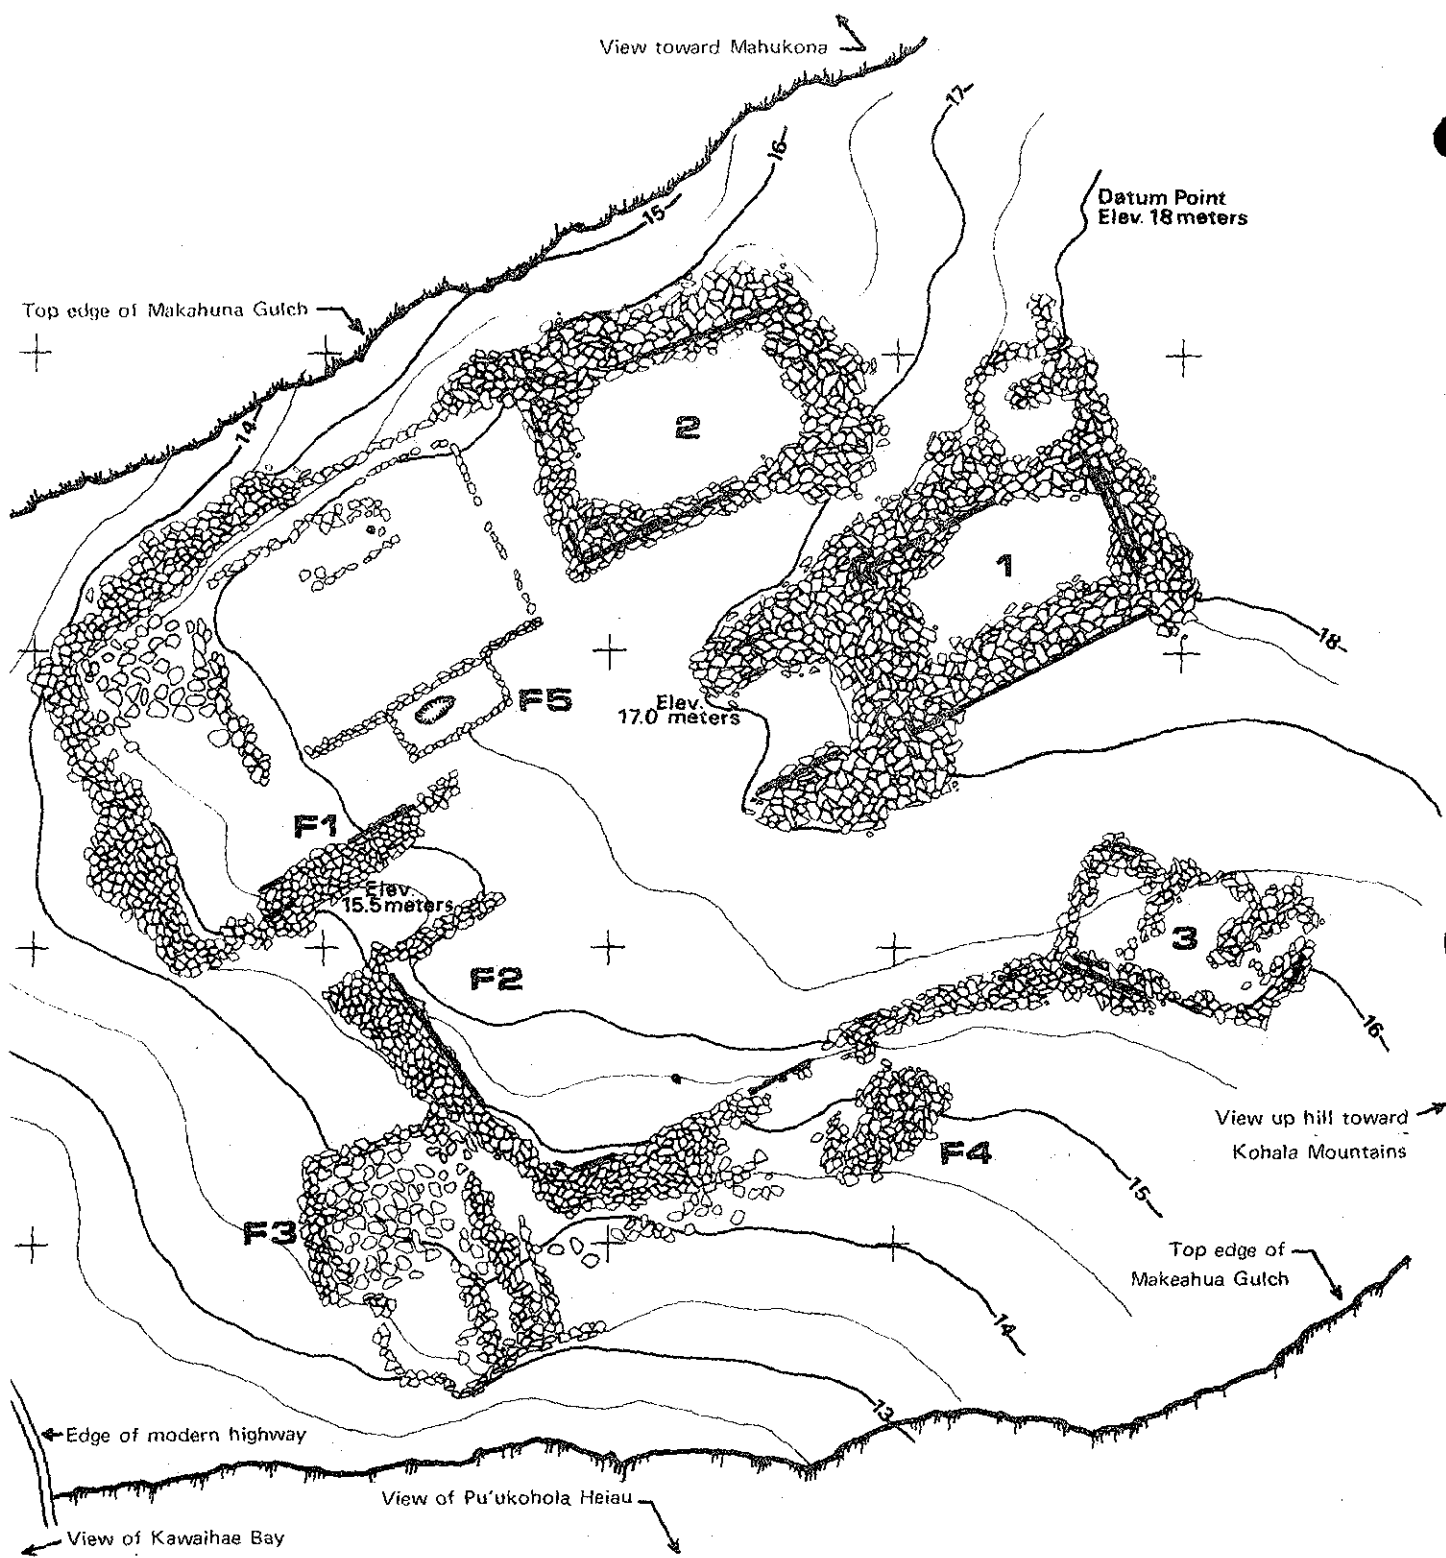 View toward Mahukona
17
16
Datum Point
Elev. 18 meters
15
Top edge of Makahuna Gulch
14
2
1
18
F5
Elev.
17.0 meters
F1
Elev.
15.5 meters
3
F2
16
View up hill toward
Kohala Mountains
F4
15
F3
Top edge of
Makeahua Gulch
14
13
Edge of modern highway
View of Pu'ukohola Heiau
View of Kawaihae Bay